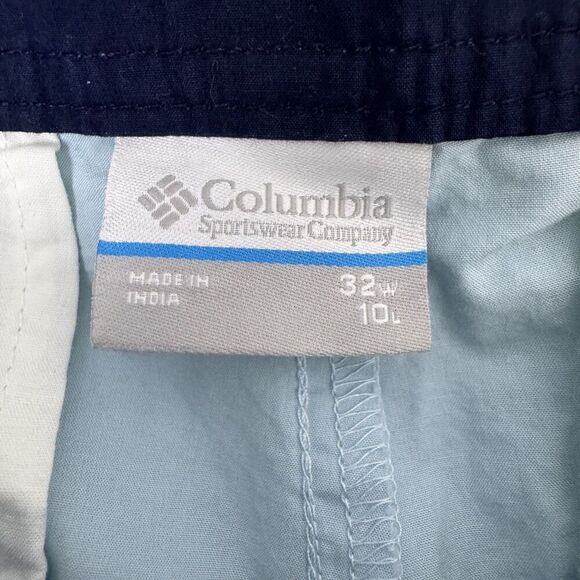 Columbia
Sportswear Company
MADE IN
INDIA
32W
10L